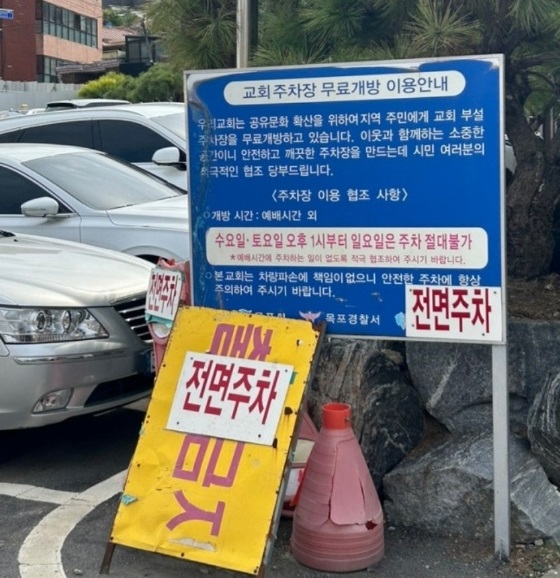 교회주차장 무료개방 이용안내
우리교회는 공유문화 확산을 위하여 지역 주민에게 교회 부설
주차장을 무료개방하고 있습니다. 이웃과 함께하는 소중한
공간이니 안전하고 깨끗한 주차장을 만드는데 시민 여러분의
적극적인 협조 당부드립니다.
〈주차장 이용 협조 사항〉
○개방 시간 : 예배시간 외
수요일·토요일 오후 1시부터 일요일은 주차 절대불가
*예배시간에 주차하는 일이 없도록 적극 협조하여 주시기 바랍니다.
○본교회는 차량파손에 책임이없으니 안전한 주차에 항상
주의하여 주시기 바랍니다.
목포경찰서
전면주차
전면주차
전면주차
금지